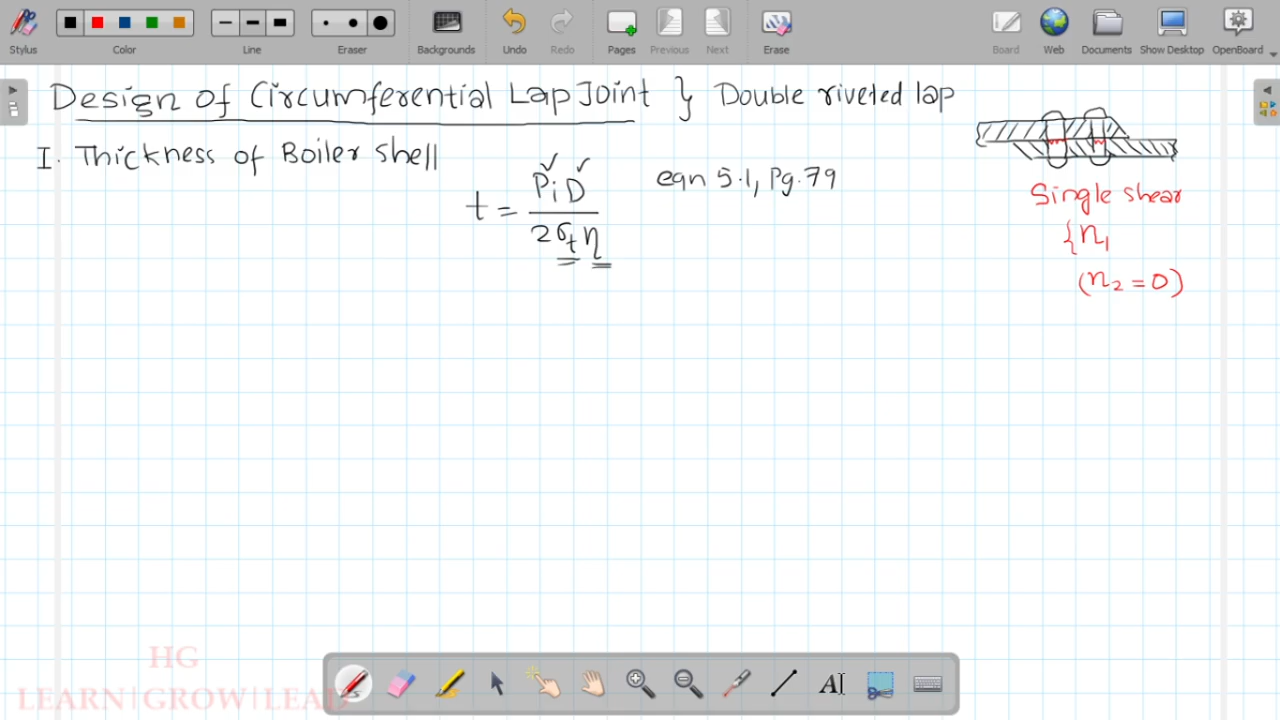 Stylus
Color
Line
Eraser
Backgrounds
Undo
Redo
Pages
Previous
Next
Erase
Board
Web
Documents
Show Desktop
OpenBoard
Design of Circumferential Lap Joint } Double riveted lap
I. Thickness of Boiler shell
t = PiD / 2σt η
eqn 5.1, Pg.79
Single shear
{n1
(n2 = 0)
HG
LEARN|GROW|LEAD